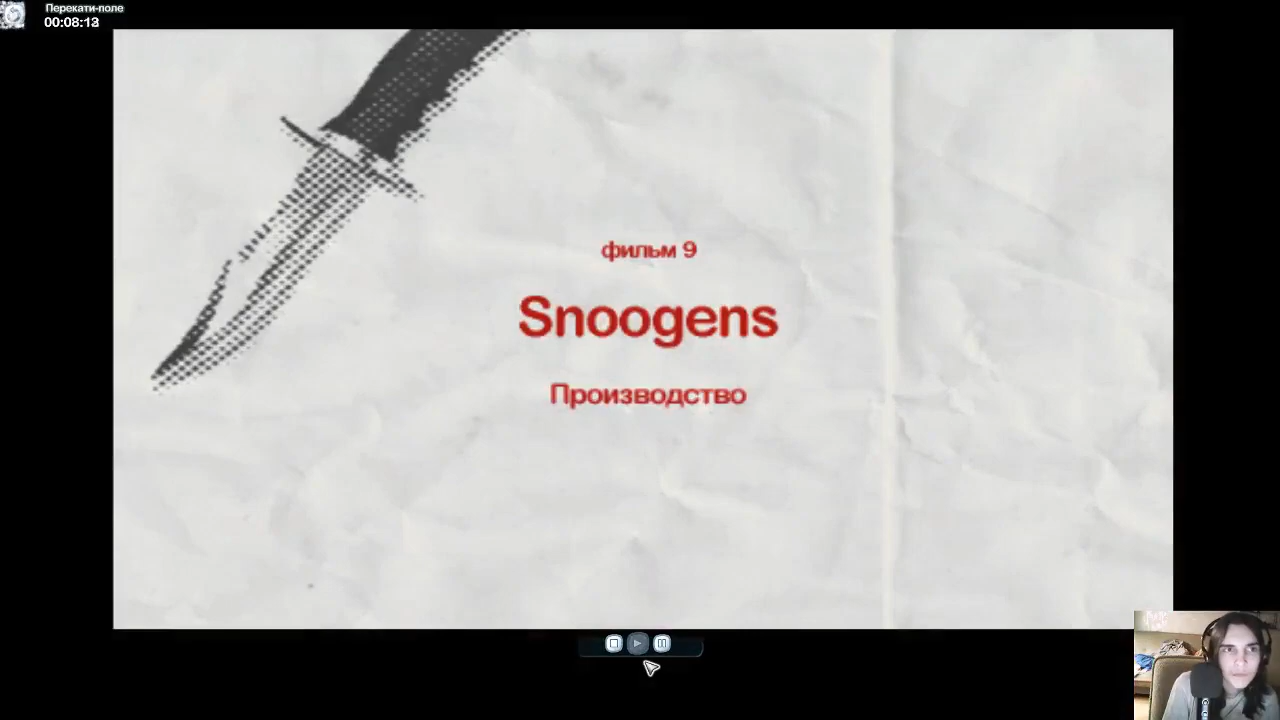 Перекати-поле
00:08:13
фильм 9
Snoogens
Производство